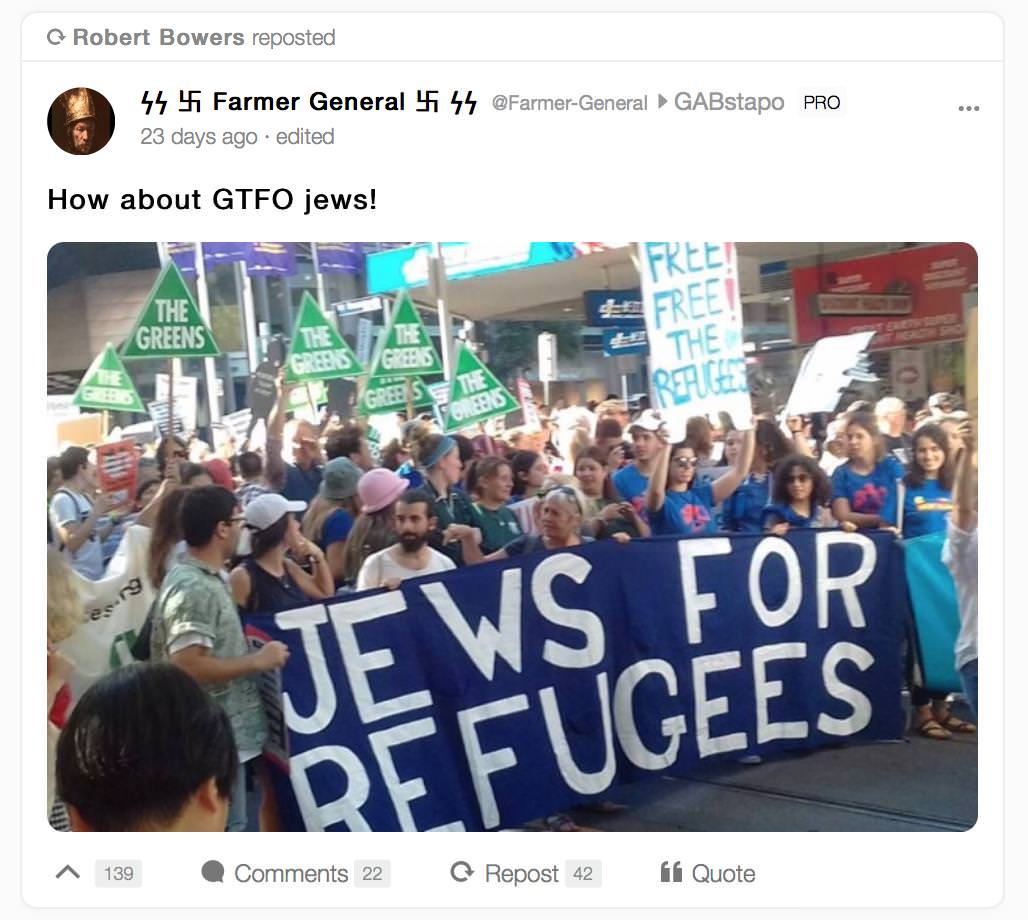 Robert Bowers reposted
ϟϟ 卐 Farmer General 卐 ϟϟ @Farmer-General ▸ GABstapo PRO
23 days ago · edited
How about GTFO jews!
THE
GREENS
THE
GREENS
THE
GREENS
THE
GREENS
THE
GREENS
GREENS
FREE!
FREE!
THE
REFUGEES
JEWS FOR
REFUGEES
139
Comments 22
Repost 42
Quote